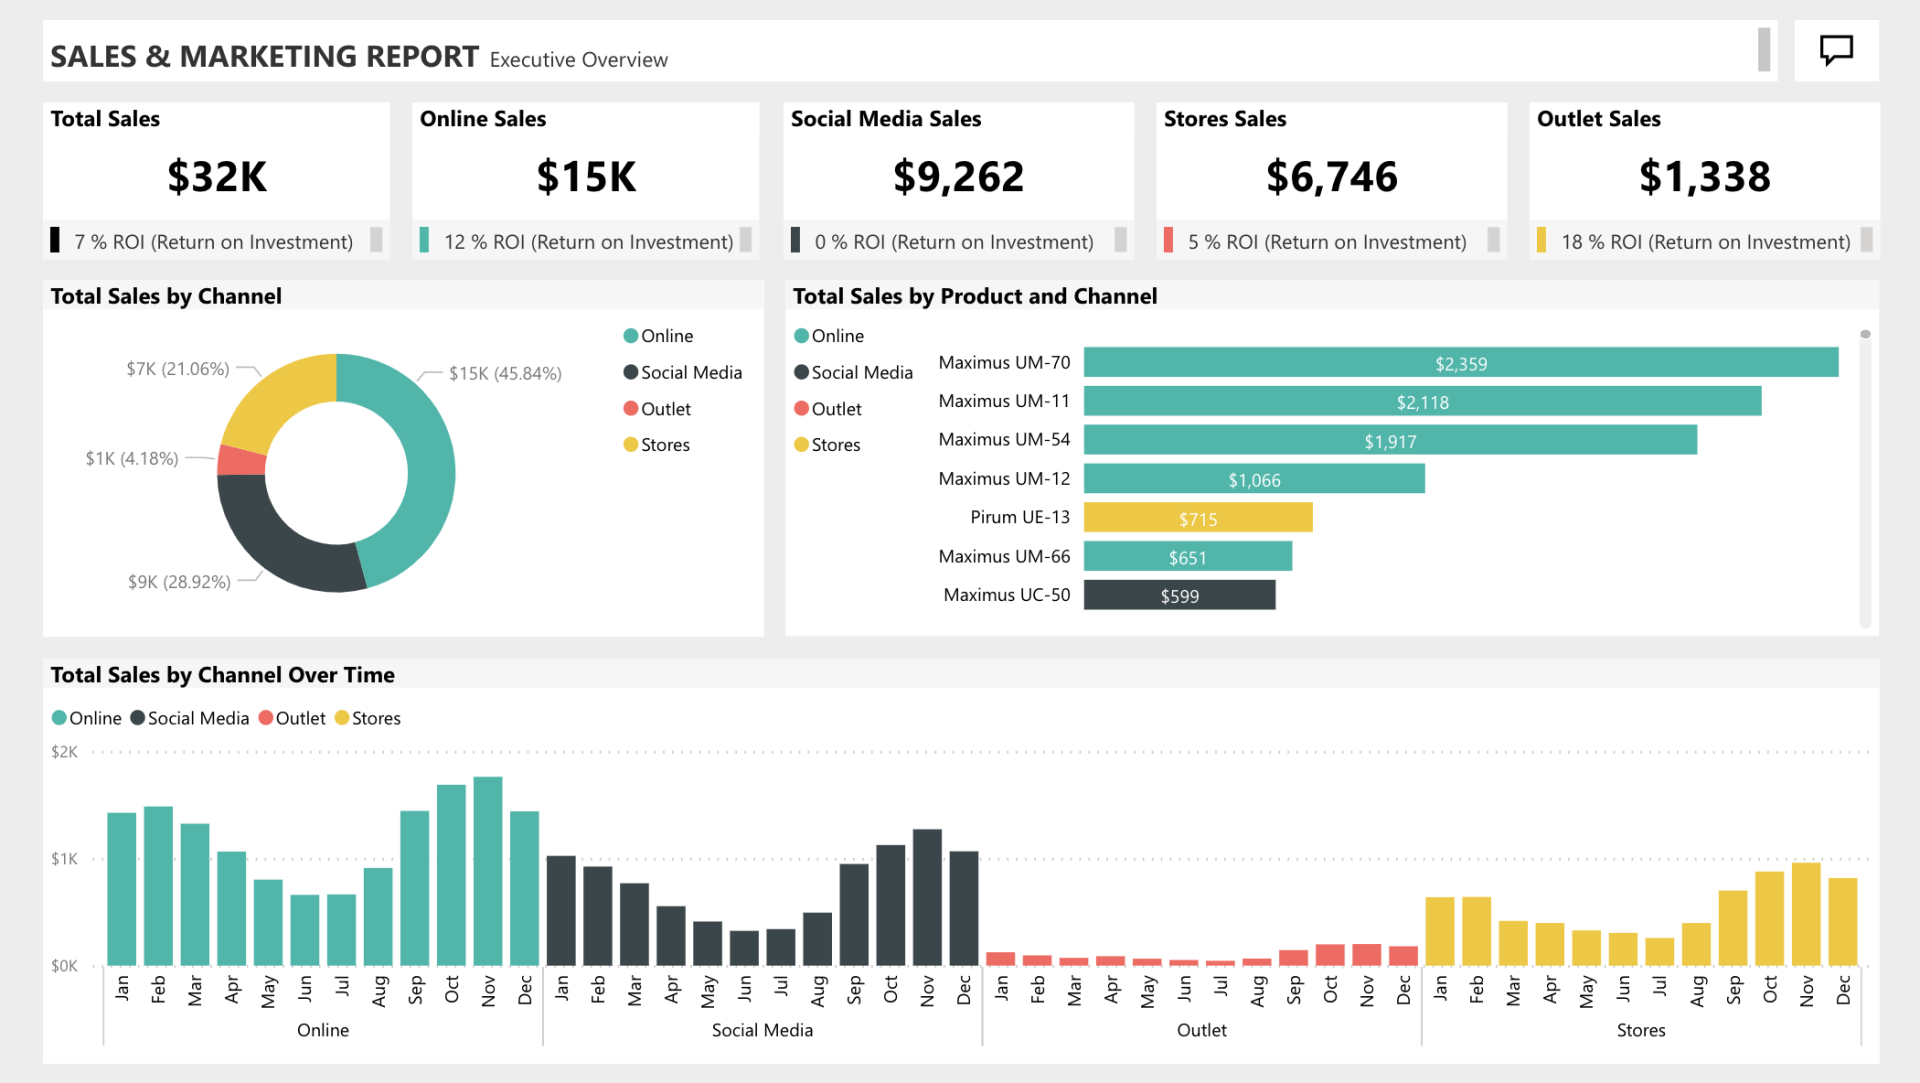 SALES & MARKETING REPORT Executive Overview
Total Sales
$32K
7 % ROI (Return on Investment)
Online Sales
$15K
12 % ROI (Return on Investment)
Social Media Sales
$9,262
0 % ROI (Return on Investment)
Stores Sales
$6,746
5 % ROI (Return on Investment)
Outlet Sales
$1,338
18 % ROI (Return on Investment)
Total Sales by Channel
$7K (21.06%)
$15K (45.84%)
$1K (4.18%)
$9K (28.92%)
Online
Social Media
Outlet
Stores
Total Sales by Product and Channel
Online
Social Media
Outlet
Stores
Maximus UM-70 $2,359
Maximus UM-11 $2,118
Maximus UM-54 $1,917
Maximus UM-12 $1,066
Pirum UE-13 $715
Maximus UM-66 $651
Maximus UC-50 $599
Total Sales by Channel Over Time
Online Social Media Outlet Stores
$2K
$1K
$0K
Jan Feb Mar Apr May Jun Jul Aug Sep Oct Nov Dec Jan Feb Mar Apr May Jun Jul Aug Sep Oct Nov Dec Jan Feb Mar Apr May Jun Jul Aug Sep Oct Nov Dec Jan Feb Mar Apr May Jun Jul Aug Sep Oct Nov Dec
Online Social Media Outlet Stores